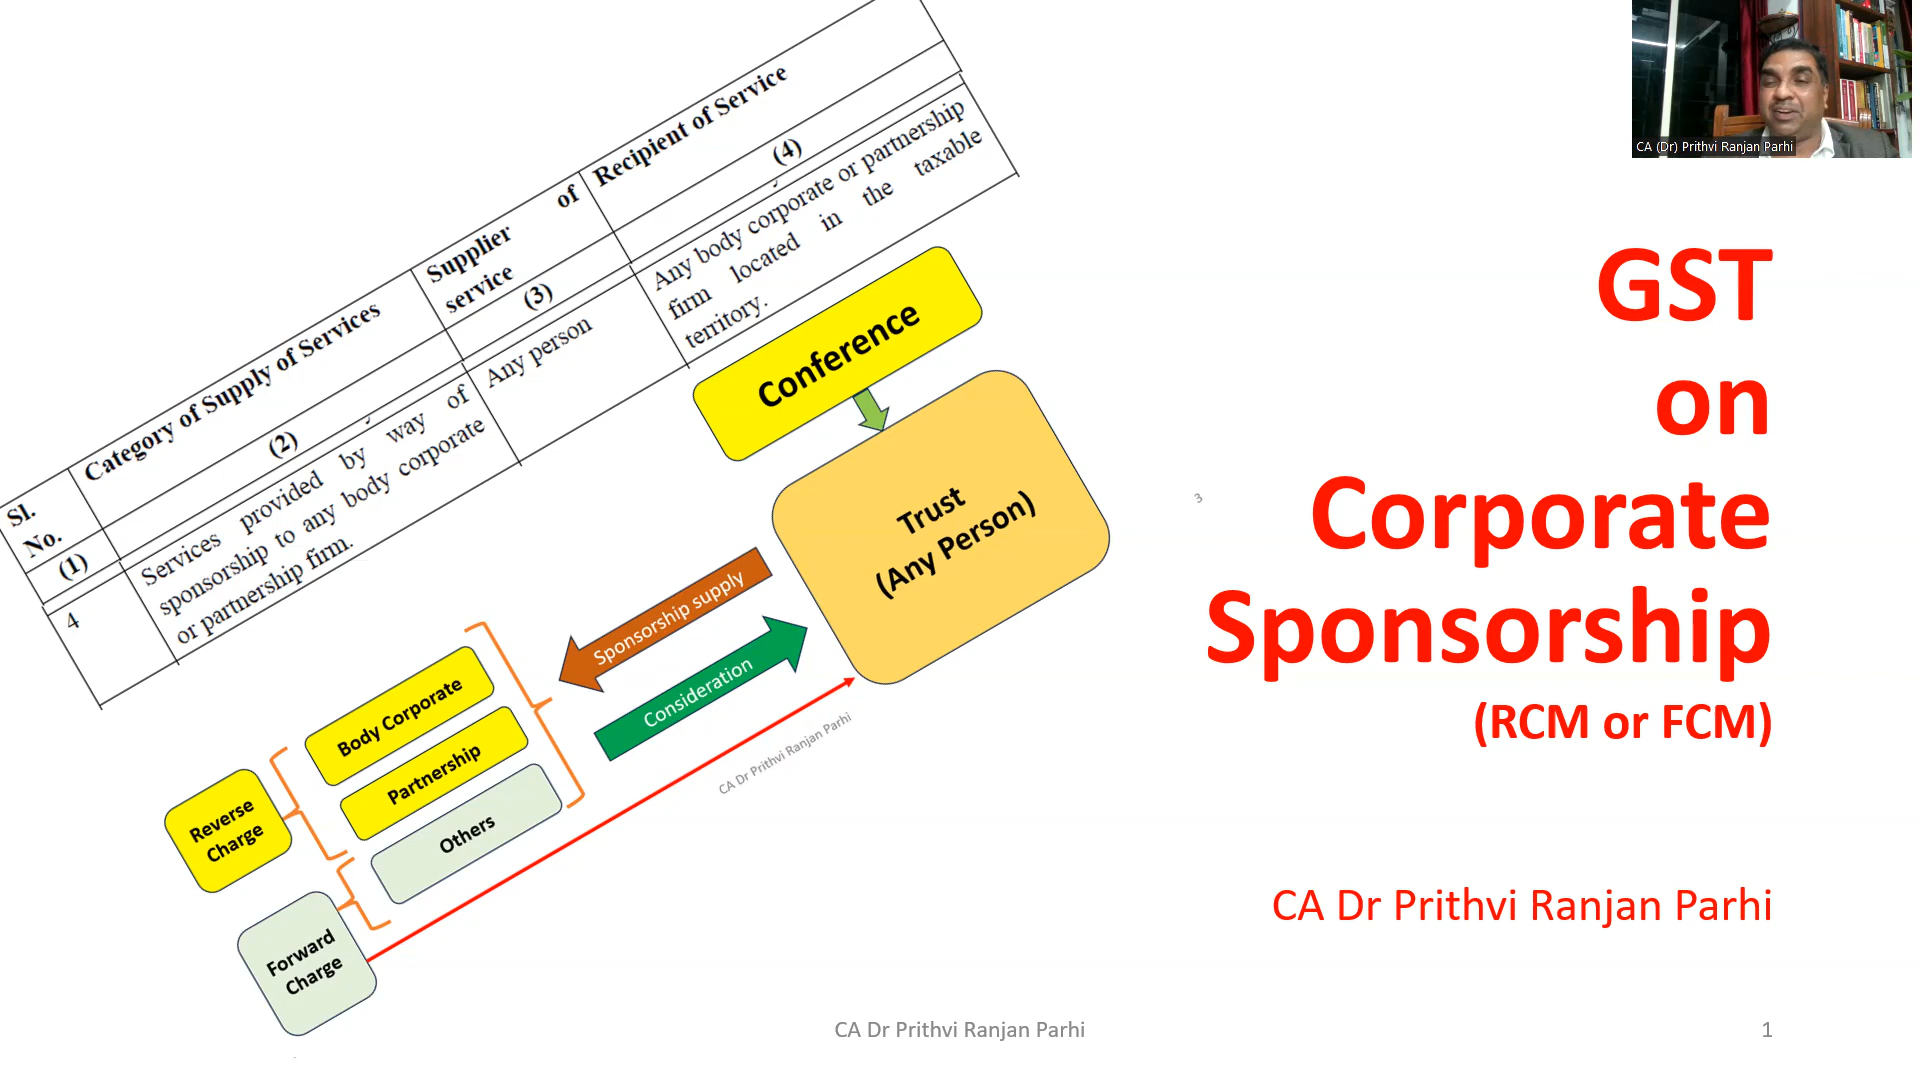 Sl.
No.
Category of Supply of Services
Supplier of
service
Recipient of Service
(1)
(2)
(3)
(4)
4
Services provided by way of
sponsorship to any body corporate
or partnership firm.
Any person
Any body corporate or partnership
firm located in the taxable
territory.
Conference
Trust
(Any Person)
Sponsorship supply
Consideration
Body Corporate
Partnership
Others
Reverse
Charge
Forward
Charge
CA Dr Prithvi Ranjan Parhi
3
CA (Dr) Prithvi Ranjan Parhi
GST
on
Corporate
Sponsorship
(RCM or FCM)
CA Dr Prithvi Ranjan Parhi
CA Dr Prithvi Ranjan Parhi
1